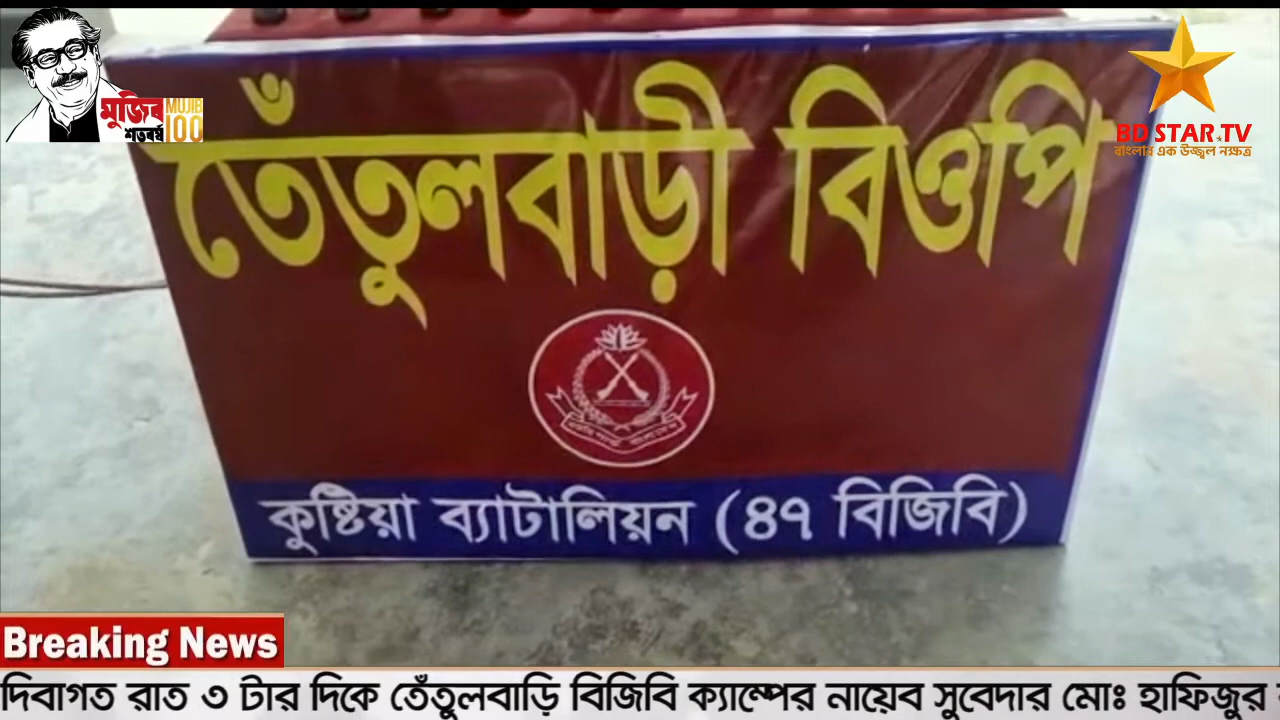 মুজিব MUJIB
শতবর্ষ 100
BD STAR TV
বাংলার এক উজ্জ্বল নক্ষত্র
তেঁতুলবাড়ী বিওপি
কুষ্টিয়া ব্যাটালিয়ন (৪৭ বিজিবি)
Breaking News
দিবাগত রাত ৩ টার দিকে তেঁতুলবাড়ি বিজিবি ক্যাম্পের নায়েব সুবেদার মোঃ হাফিজুর